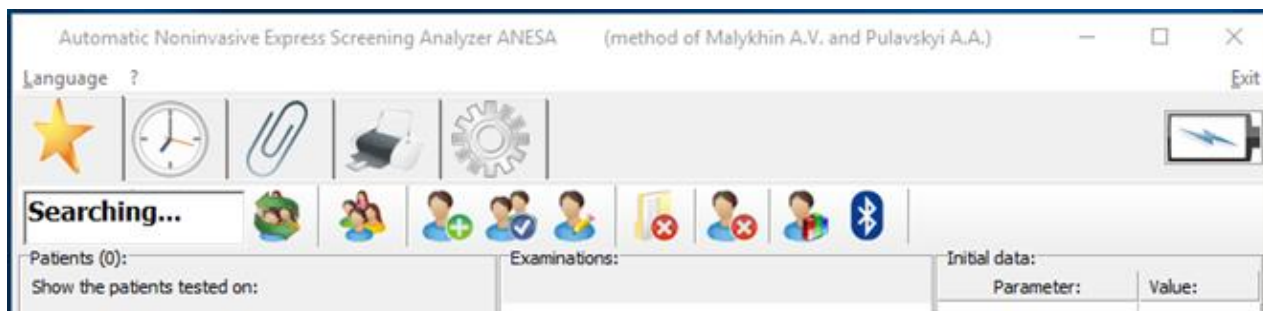 Automatic Noninvasive Express Screening Analyzer ANESA (method of Malykhin A.V. and Pulavskyi A.A.)
Language ? Exit
Searching...
Patients (0): Examinations: Initial data:
Show the patients tested on: Parameter: Value: